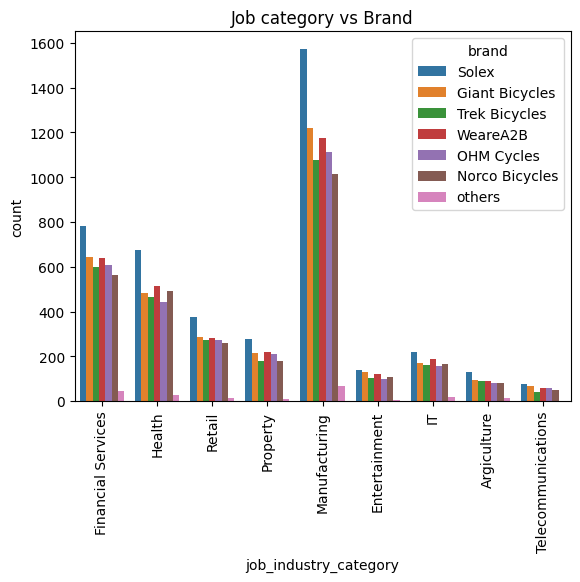 Job category vs Brand
brand
Solex
Giant Bicycles
Trek Bicycles
WeareA2B
OHM Cycles
Norco Bicycles
others
count
1600
1400
1200
1000
800
600
400
200
0
Financial Services
Health
Retail
Property
Manufacturing
Entertainment
IT
Argiculture
Telecommunications
job_industry_category